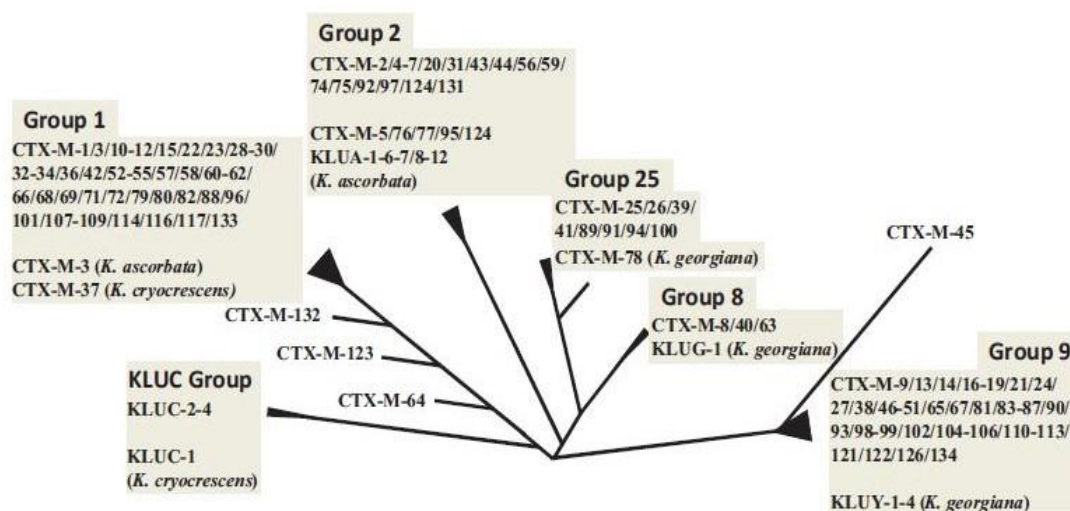 Group 2
CTX-M-2/4-7/20/31/43/44/56/59/
74/75/92/97/124/131
CTX-M-5/76/77/95/124
KLUA-1-6-7/8-12
(K. ascorbata)
Group 1
CTX-M-1/3/10-12/15/22/23/28-30/
32-34/36/42/52-55/57/58/60-62/
66/68/69/71/72/79/80/82/88/96/
101/107-109/114/116/117/133
CTX-M-3 (K. ascorbata)
CTX-M-37 (K. cryocrescens)
Group 25
CTX-M-25/26/39/
41/89/91/94/100
CTX-M-78 (K. georgiana)
CTX-M-45
Group 8
CTX-M-8/40/63
KLUG-1 (K. georgiana)
CTX-M-132
CTX-M-123
CTX-M-64
KLUC Group
KLUC-2-4
KLUC-1
(K. cryocrescens)
Group 9
CTX-M-9/13/14/16-19/21/24/
27/38/46-51/65/67/81/83-87/90/
93/98-99/102/104-106/110-113/
121/122/126/134
KLUY-1-4 (K. georgiana)